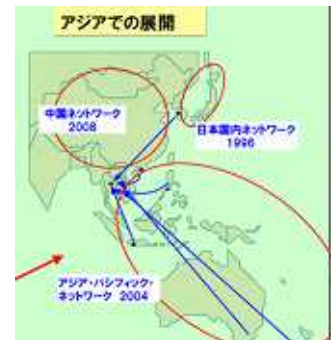 アジアでの展開
中国ネットワーク
2008
日本国内ネットワーク
1996
アジア・パシフィック・
ネットワーク 2004